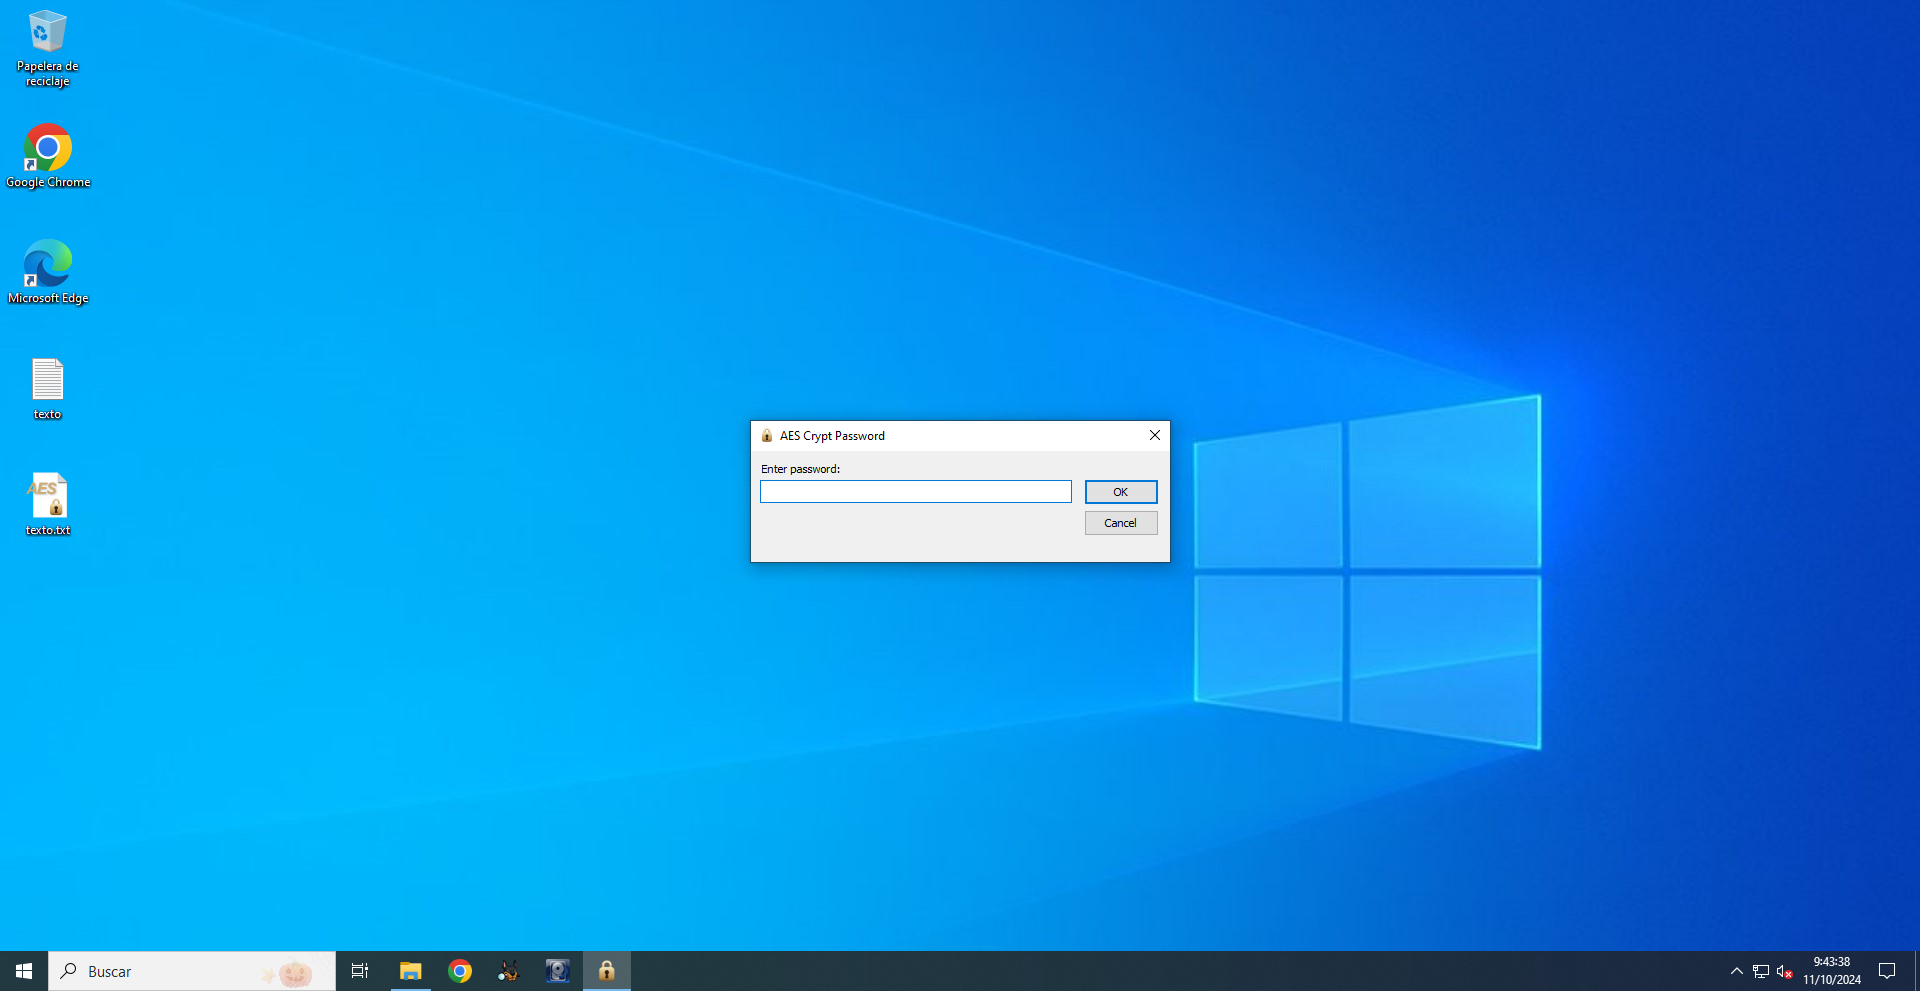 Papelera de
reciclaje
Google Chrome
Microsoft Edge
texto
AES
texto.txt
AES Crypt Password
Enter password:
OK
Cancel
Buscar
9:43:38
11/10/2024